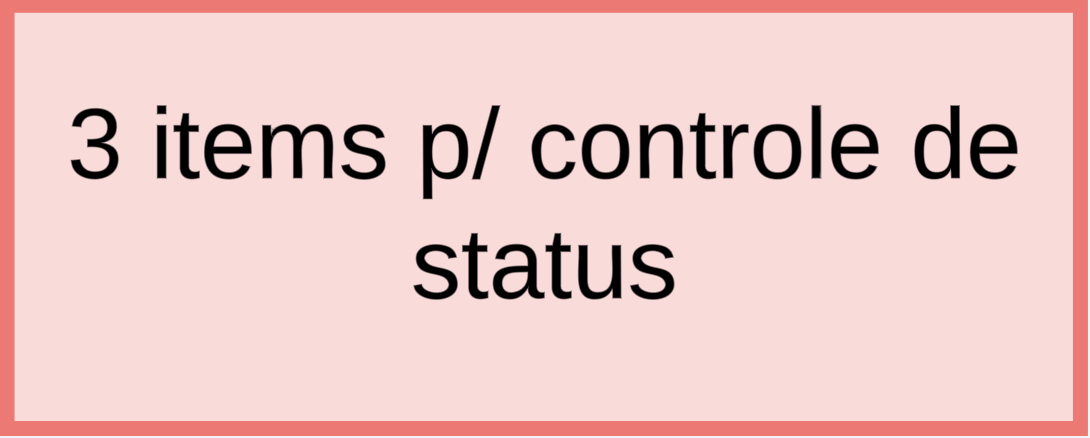 3 items p/ controle de
status